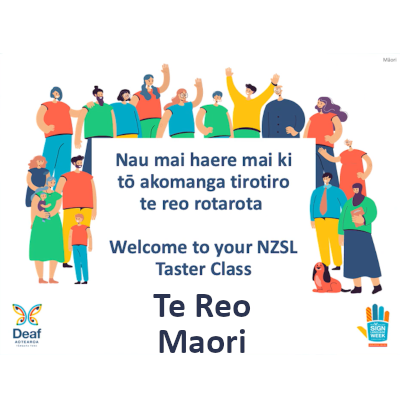 Māori
Nau mai haere mai ki
tō akomanga tirotiro
te reo rotarota
Welcome to your NZSL
Taster Class
Te Reo
Maori
Deaf
AOTEAROA
SIGN
WEEK